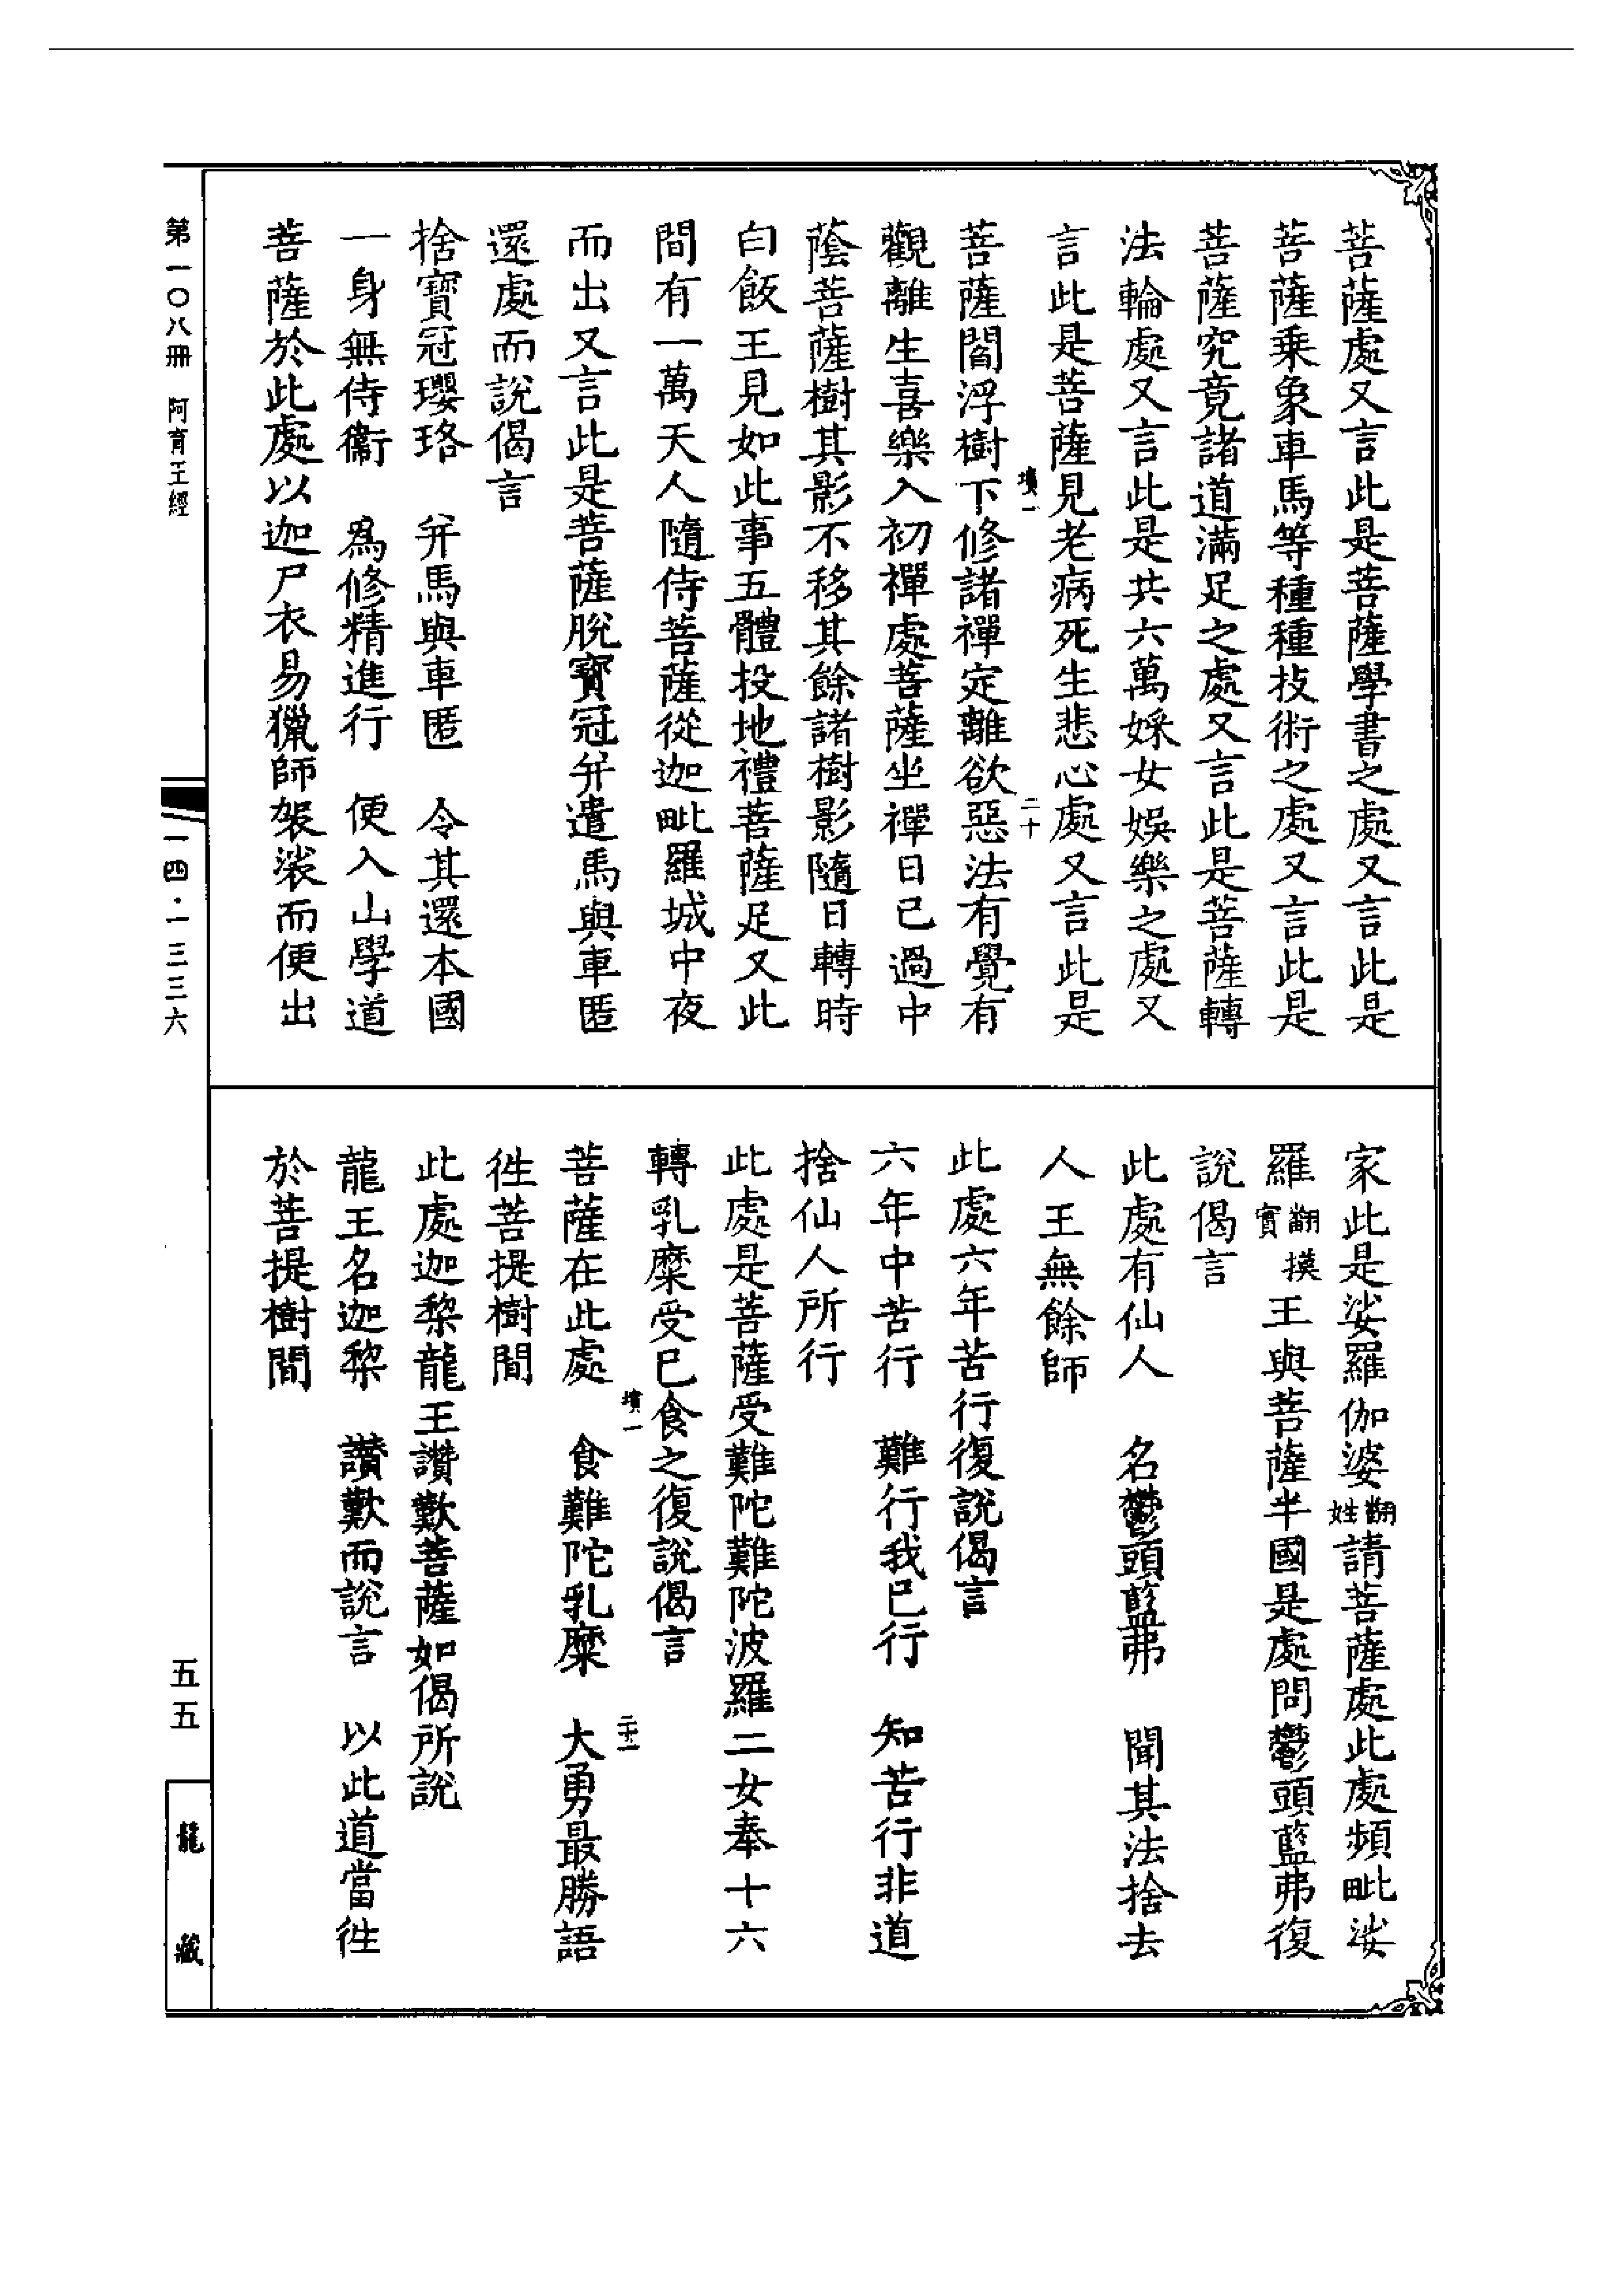 菩薩處又言此是菩薩學書之處又言此是
菩薩乘象車馬等種種技術之處又言此是
菩薩究竟諸道滿足之處又言此是菩薩轉
法輪處又言此是共六萬婇女娛樂之處又
言此是菩薩見老病死生悲心處又言此是
二十
菩薩閻浮樹下修諸禪定離欲惡法有覺有
觀離生喜樂入初禪處菩薩坐禪日已過中
蔭菩薩樹其影不移其餘諸樹影隨日轉時
白飯王見如此事五體投地禮菩薩足又此
間有一萬天人隨侍菩薩從迦毗羅城中夜
而出又言此是菩薩脫寶冠并遣馬與車匿
還處而說偈言
捨寶冠瓔珞　并馬與車匿　令其還本國
一身無侍衞　為修精進行　便入山學道
菩薩於此處以迦尸衣易獵師袈裟而便出
家此是娑羅伽婆翻姓請菩薩處此處頻毗娑
羅翻摸實王與菩薩半國是處問鬱頭藍弗復
說偈言
此處有仙人　名鬱頭藍弗　聞其法捨去
人王無餘師
此處六年苦行復說偈言
六年中苦行　難行我已行　知苦行非道
捨仙人所行
此處是菩薩受難陀難陀波羅二女奉十六
轉乳糜受已食之復說偈言
菩薩在此處　食難陀乳糜　大勇最勝語
徃菩提樹間
此處迦棃龍王讚歎菩薩如偈所說
龍王名迦棃　讚歎而說言　以此道當徃
於菩提樹間
第一〇八冊　阿育王經
一四·一三三六
五五
龍藏